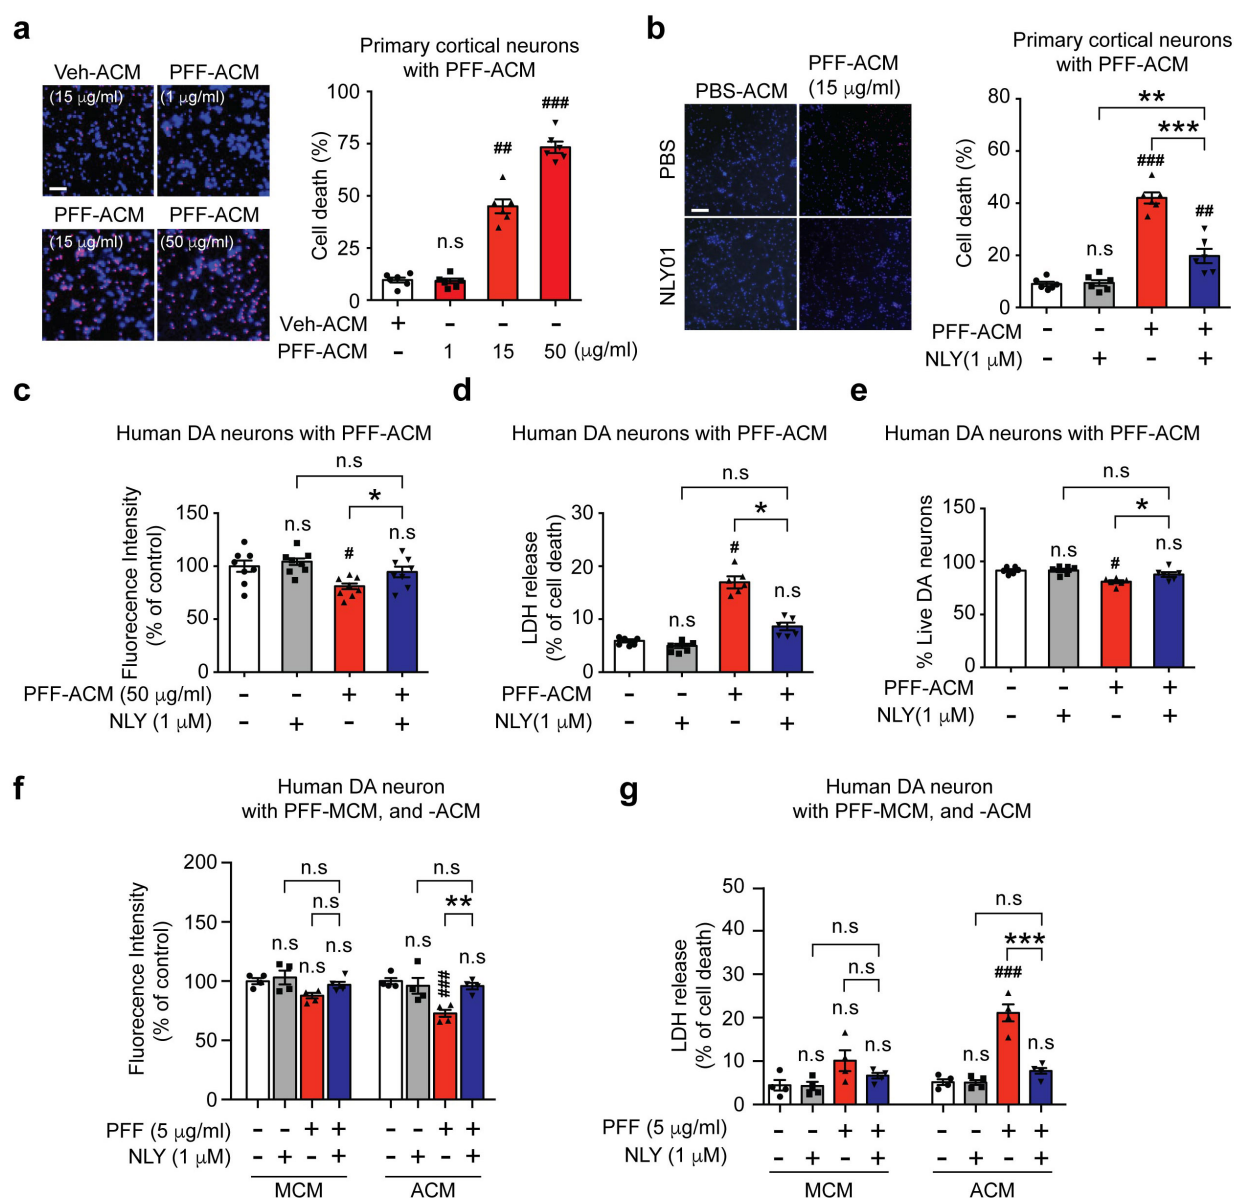 a
Veh-ACM
(15 μg/ml)
PFF-ACM
(1 μg/ml)
PFF-ACM
(15 μg/ml)
PFF-ACM
(50 μg/ml)
Primary cortical neurons
with PFF-ACM
Cell death (%)
100
75
50
25
0
n.s
##
###
Veh-ACM + - - -
PFF-ACM - 1 15 50 (μg/ml)
b
PBS-ACM
PFF-ACM
(15 μg/ml)
PBS
NLY01
Primary cortical neurons
with PFF-ACM
Cell death (%)
80
60
40
20
0
**
***
n.s
###
##
PFF-ACM - - + +
NLY(1 μM) - + - +
c
Human DA neurons with PFF-ACM
Fluorecence Intensity
(% of control)
150
100
50
0
n.s
*
n.s
#
n.s
PFF-ACM (50 μg/ml) - - + +
NLY (1 μM) - + - +
d
Human DA neurons with PFF-ACM
LDH release
(% of cell death)
30
20
10
0
n.s
*
n.s
#
n.s
PFF-ACM - - + +
NLY(1 μM) - + - +
e
Human DA neurons with PFF-ACM
% Live DA neurons
150
100
50
0
n.s
*
n.s
#
n.s
PFF-ACM - - + +
NLY(1 μM) - + - +
f
Human DA neuron
with PFF-MCM, and -ACM
Fluorecence Intensity
(% of control)
200
150
100
50
0
n.s
n.s
n.s
n.s
n.s
n.s
**
n.s
###
n.s
PFF (5 μg/ml) - - + + - - + +
NLY (1 μM) - + - + - + - +
MCM ACM
g
Human DA neuron
with PFF-MCM, and -ACM
LDH release
(% of cell death)
50
40
30
20
10
0
n.s
n.s
n.s
n.s
n.s
n.s
***
n.s
###
n.s
PFF (5 μg/ml) - - + + - - + +
NLY (1 μM) - + - + - + - +
MCM ACM